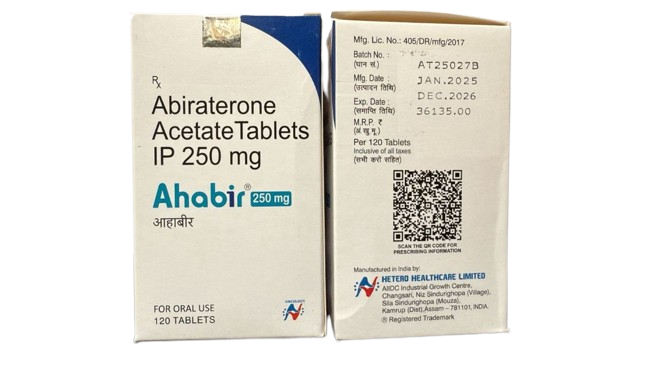 Rx
Abiraterone
Acetate Tablets
IP 250 mg
Ahabir® 250 mg
आहाबीर
FOR ORAL USE
120 TABLETS
ONCOLOGY
Mfg. Lic. No.: 405/DR/mfg/2017
Batch No. :
(घान सं.) AT25027B
Mfg. Date : JAN.2025
(उत्पादन तिथि)
Exp. Date : DEC.2026
(समाप्ति तिथि) 36135.00
M.R.P. ₹
(अ.खु.मू.)
Per 120 Tablets
Inclusive of all taxes
(सभी करों सहित)
SCAN THE QR CODE FOR
PRESCRIBING INFORMATION
Manufactured in India by:
HETERO HEALTHCARE LIMITED
AIIDC Industrial Growth Centre,
Changsari, Niz Sindurighopa (Village),
Sila Sindurighopa (Mouza),
Kamrup (Dist), Assam – 781101, INDIA.
® Registered Trademark